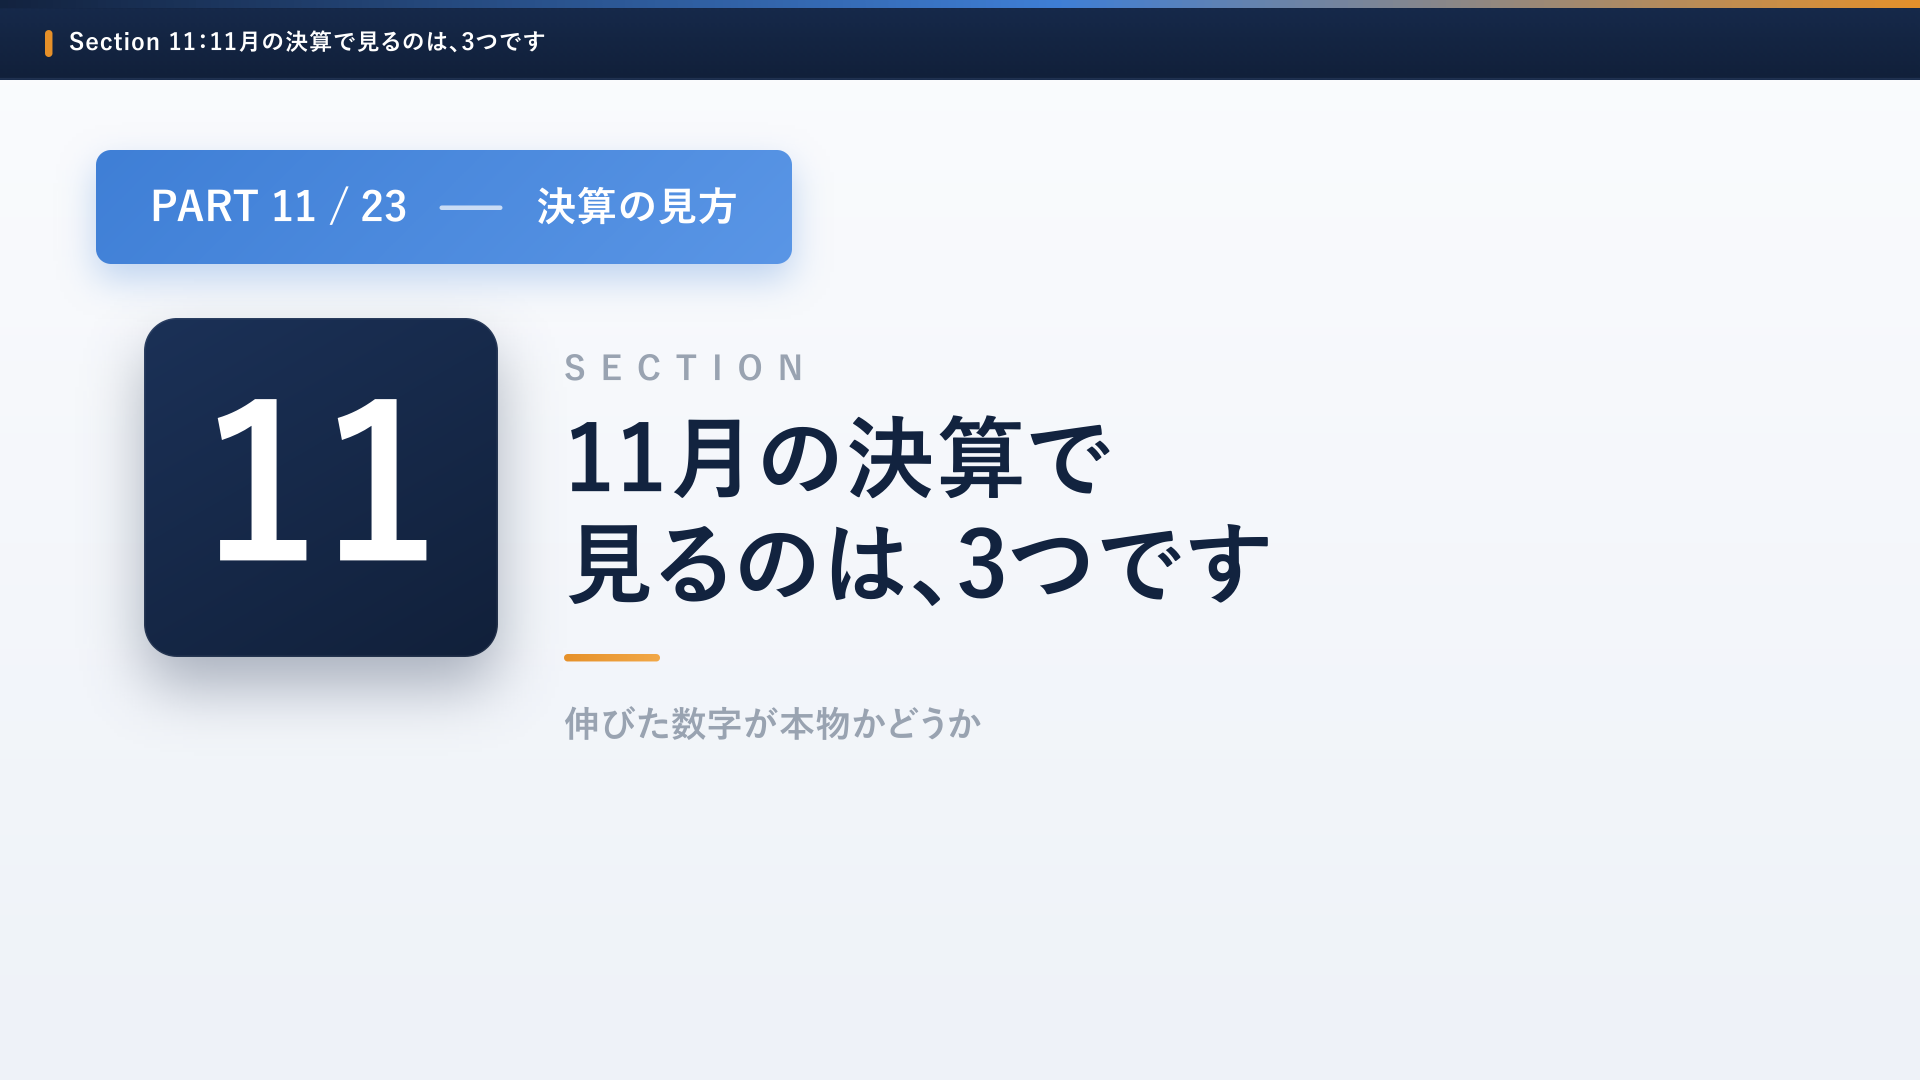 Section 11：11月の決算で見るのは、3つです
PART 11 / 23 — 決算の見方
11
SECTION
11月の決算で
見るのは、3つです
伸びた数字が本物かどうか